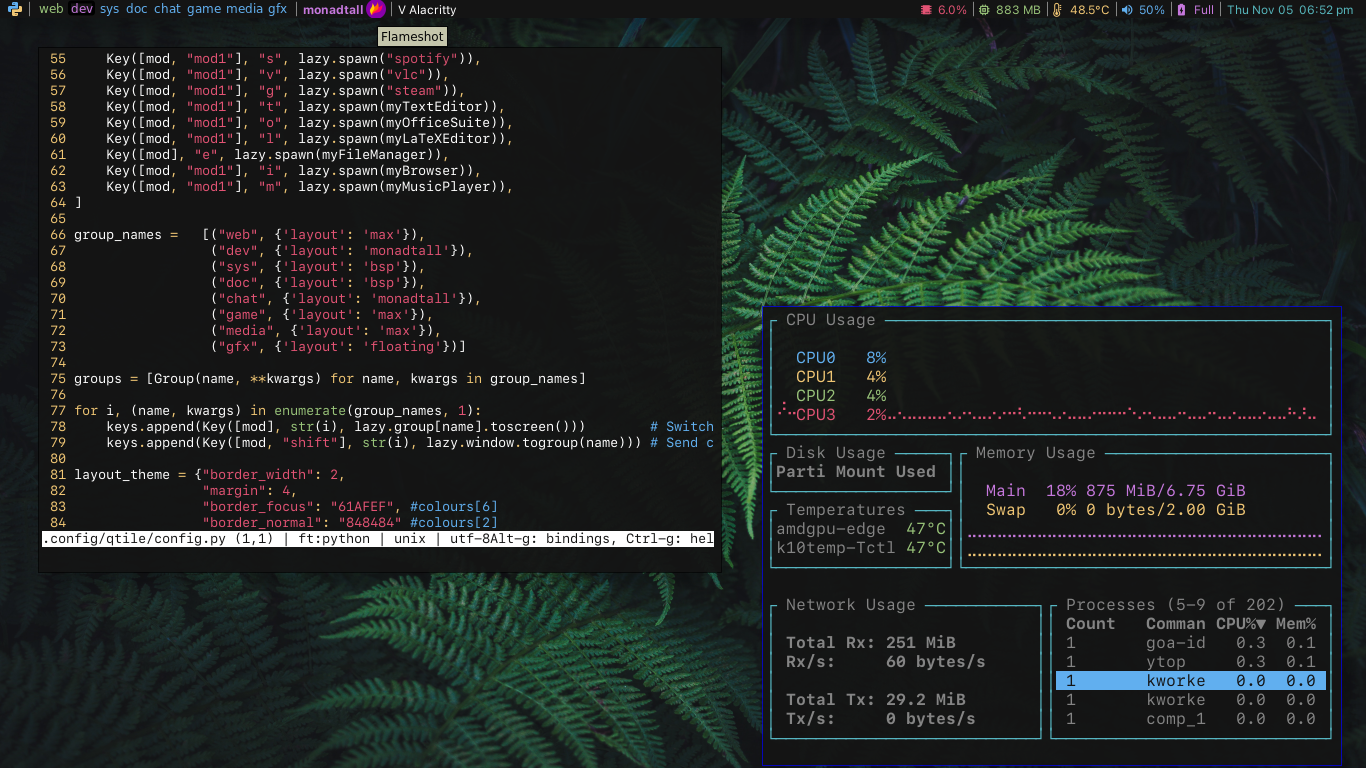 | web dev sys doc chat game media gfx | monadtall | V Alacritty
6.0% | 883 MB | 48.5°C | 50% | Full | Thu Nov 05 06:52 pm
Flameshot
55     Key([mod, "mod1"], "s", lazy.spawn("spotify")),
56     Key([mod, "mod1"], "v", lazy.spawn("vlc")),
57     Key([mod, "mod1"], "g", lazy.spawn("steam")),
58     Key([mod, "mod1"], "t", lazy.spawn(myTextEditor)),
59     Key([mod, "mod1"], "o", lazy.spawn(myOfficeSuite)),
60     Key([mod, "mod1"], "l", lazy.spawn(myLaTeXEditor)),
61     Key([mod], "e", lazy.spawn(myFileManager)),
62     Key([mod, "mod1"], "i", lazy.spawn(myBrowser)),
63     Key([mod, "mod1"], "m", lazy.spawn(myMusicPlayer)),
64 ]
65
66 group_names =   [("web", {'layout': 'max'}),
67                  ("dev", {'layout': 'monadtall'}),
68                  ("sys", {'layout': 'bsp'}),
69                  ("doc", {'layout': 'bsp'}),
70                  ("chat", {'layout': 'monadtall'}),
71                  ("game", {'layout': 'max'}),
72                  ("media", {'layout': 'max'}),
73                  ("gfx", {'layout': 'floating'})]
74
75 groups = [Group(name, **kwargs) for name, kwargs in group_names]
76
77 for i, (name, kwargs) in enumerate(group_names, 1):
78     keys.append(Key([mod], str(i), lazy.group[name].toscreen()))        # Switch
79     keys.append(Key([mod, "shift"], str(i), lazy.window.togroup(name))) # Send c
80
81 layout_theme = {"border_width": 2,
82                 "margin": 4,
83                 "border_focus": "61AFEF", #colours[6]
84                 "border_normal": "848484" #colours[2]
.config/qtile/config.py (1,1) | ft:python | unix | utf-8Alt-g: bindings, Ctrl-g: hel
CPU Usage
CPU0   8%
CPU1   4%
CPU2   4%
CPU3   2%
Disk Usage
Parti Mount Used
Temperatures
amdgpu-edge  47°C
k10temp-Tctl 47°C
Memory Usage
Main  18% 875 MiB/6.75 GiB
Swap   0% 0 bytes/2.00 GiB
Network Usage
Total Rx: 251 MiB
Rx/s:     60 bytes/s
Total Tx: 29.2 MiB
Tx/s:     0 bytes/s
Processes (5-9 of 202)
Count   Comman CPU%▼ Mem%
1       goa-id   0.3  0.1
1       ytop     0.3  0.1
1       kworke   0.0  0.0
1       kworke   0.0  0.0
1       comp_1   0.0  0.0